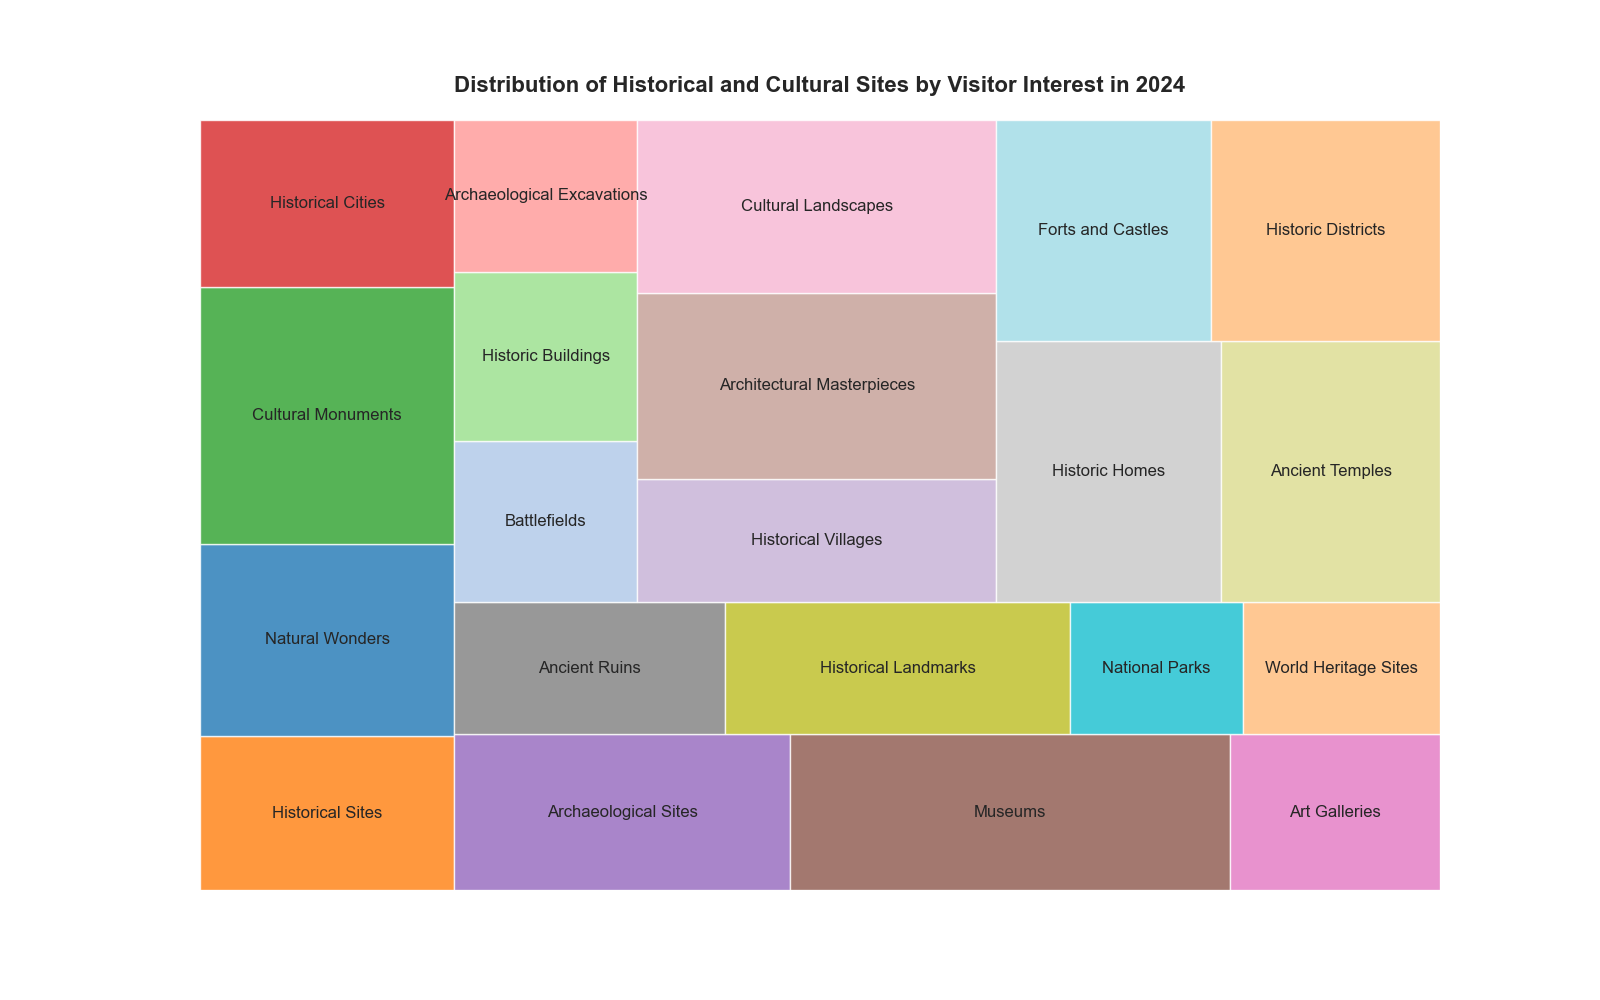 Distribution of Historical and Cultural Sites by Visitor Interest in 2024
Historical Cities
Archaeological Excavations
Cultural Landscapes
Forts and Castles
Historic Districts
Historic Buildings
Architectural Masterpieces
Cultural Monuments
Historic Homes
Ancient Temples
Battlefields
Historical Villages
Natural Wonders
Ancient Ruins
Historical Landmarks
National Parks
World Heritage Sites
Historical Sites
Archaeological Sites
Museums
Art Galleries